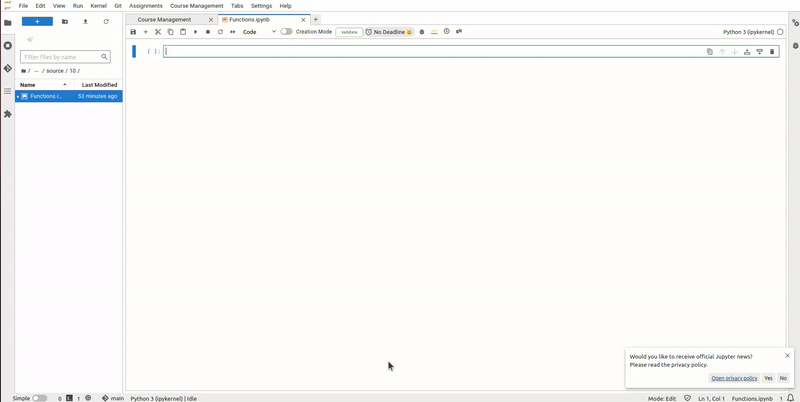 File Edit View Run Kernel Git Assignments Course Management Tabs Settings Help
Course Management Functions.ipynb
Code Creation Mode validate No Deadline Python 3 (ipykernel)
Filter files by name
/ ... / source / 10 /
Name Last Modified
Functions.i... 53 minutes ago
[ ]:
Would you like to receive official Jupyter news?
Please read the privacy policy.
Open privacy policy Yes No
Simple 0 1 main Python 3 (ipykernel) | Idle Mode: Edit Ln 1, Col 1 Functions.ipynb 1